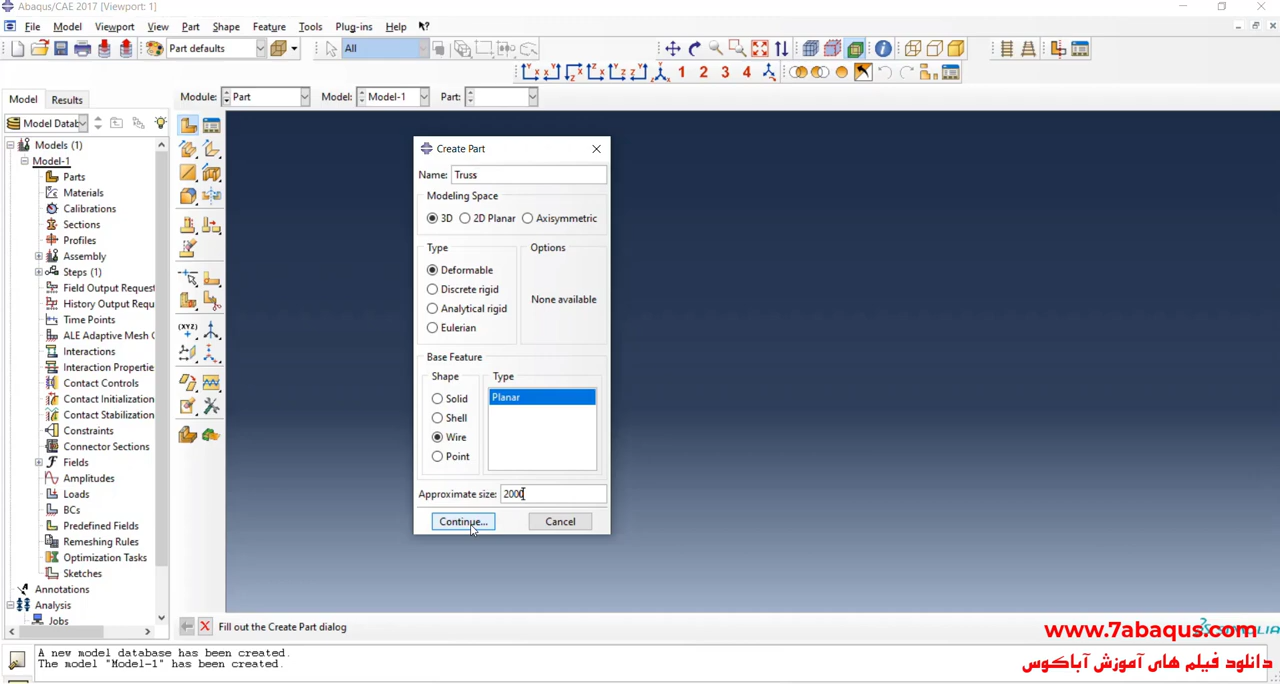 Abaqus/CAE 2017 [Viewport: 1]
File Model Viewport View Part Shape Feature Tools Plug-ins Help
Part defaults All
1 2 3 4
Model Results Module: Part Model: Model-1 Part:
Model Datab
Models (1)
Model-1
Parts
Materials
Calibrations
Sections
Profiles
Assembly
Steps (1)
Field Output Request
History Output Requ
Time Points
ALE Adaptive Mesh C
Interactions
Interaction Propertie
Contact Controls
Contact Initialization
Contact Stabilization
Constraints
Connector Sections
Fields
Amplitudes
Loads
BCs
Predefined Fields
Remeshing Rules
Optimization Tasks
Sketches
Annotations
Analysis
Jobs
(XYZ)
Create Part
Name: Truss
Modeling Space
3D 2D Planar Axisymmetric
Type
Deformable
Discrete rigid
Analytical rigid
Eulerian
Options
None available
Base Feature
Shape
Solid
Shell
Wire
Point
Type
Planar
Approximate size: 2000
Continue... Cancel
Fill out the Create Part dialog
www.7abaqus.com
دانلود فیلم های آموزش آباکوس
A new model database has been created.
The model "Model-1" has been created.